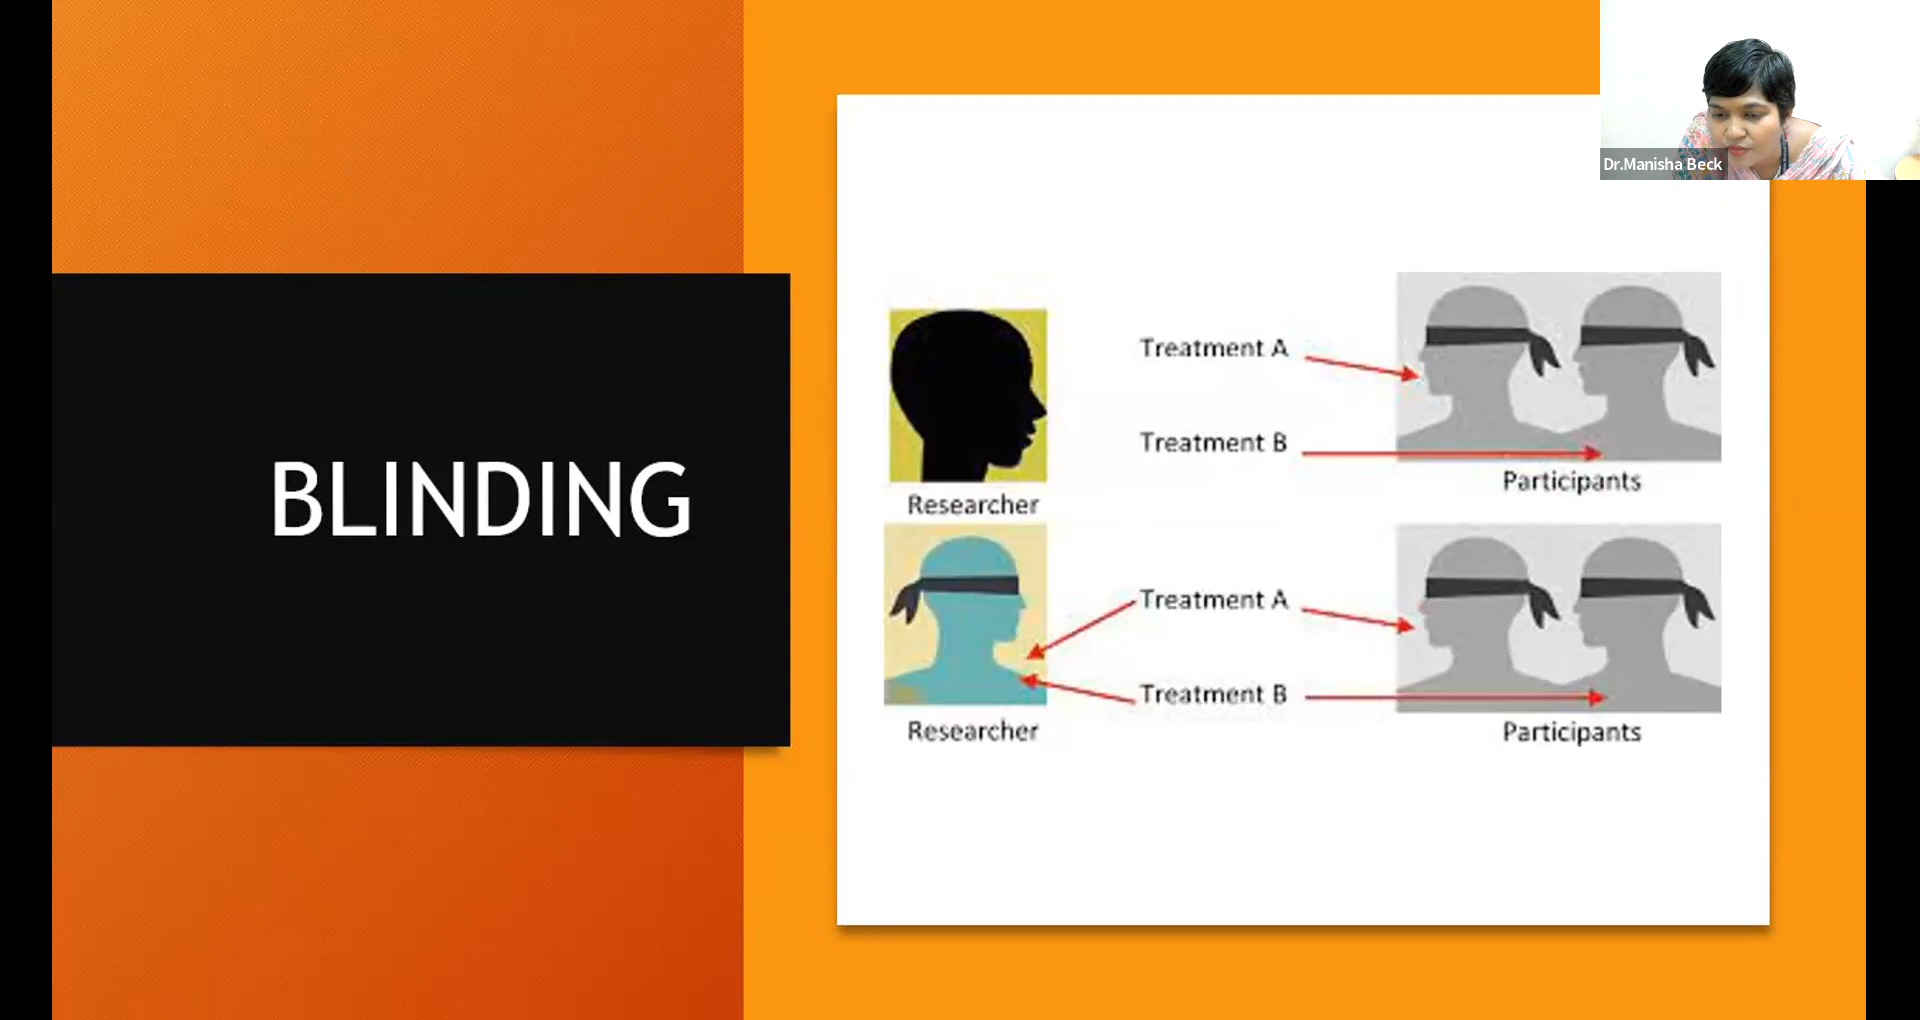 Dr.Manisha Beck
BLINDING
Treatment A
Treatment B
Participants
Researcher
Treatment A
Treatment B
Researcher
Participants